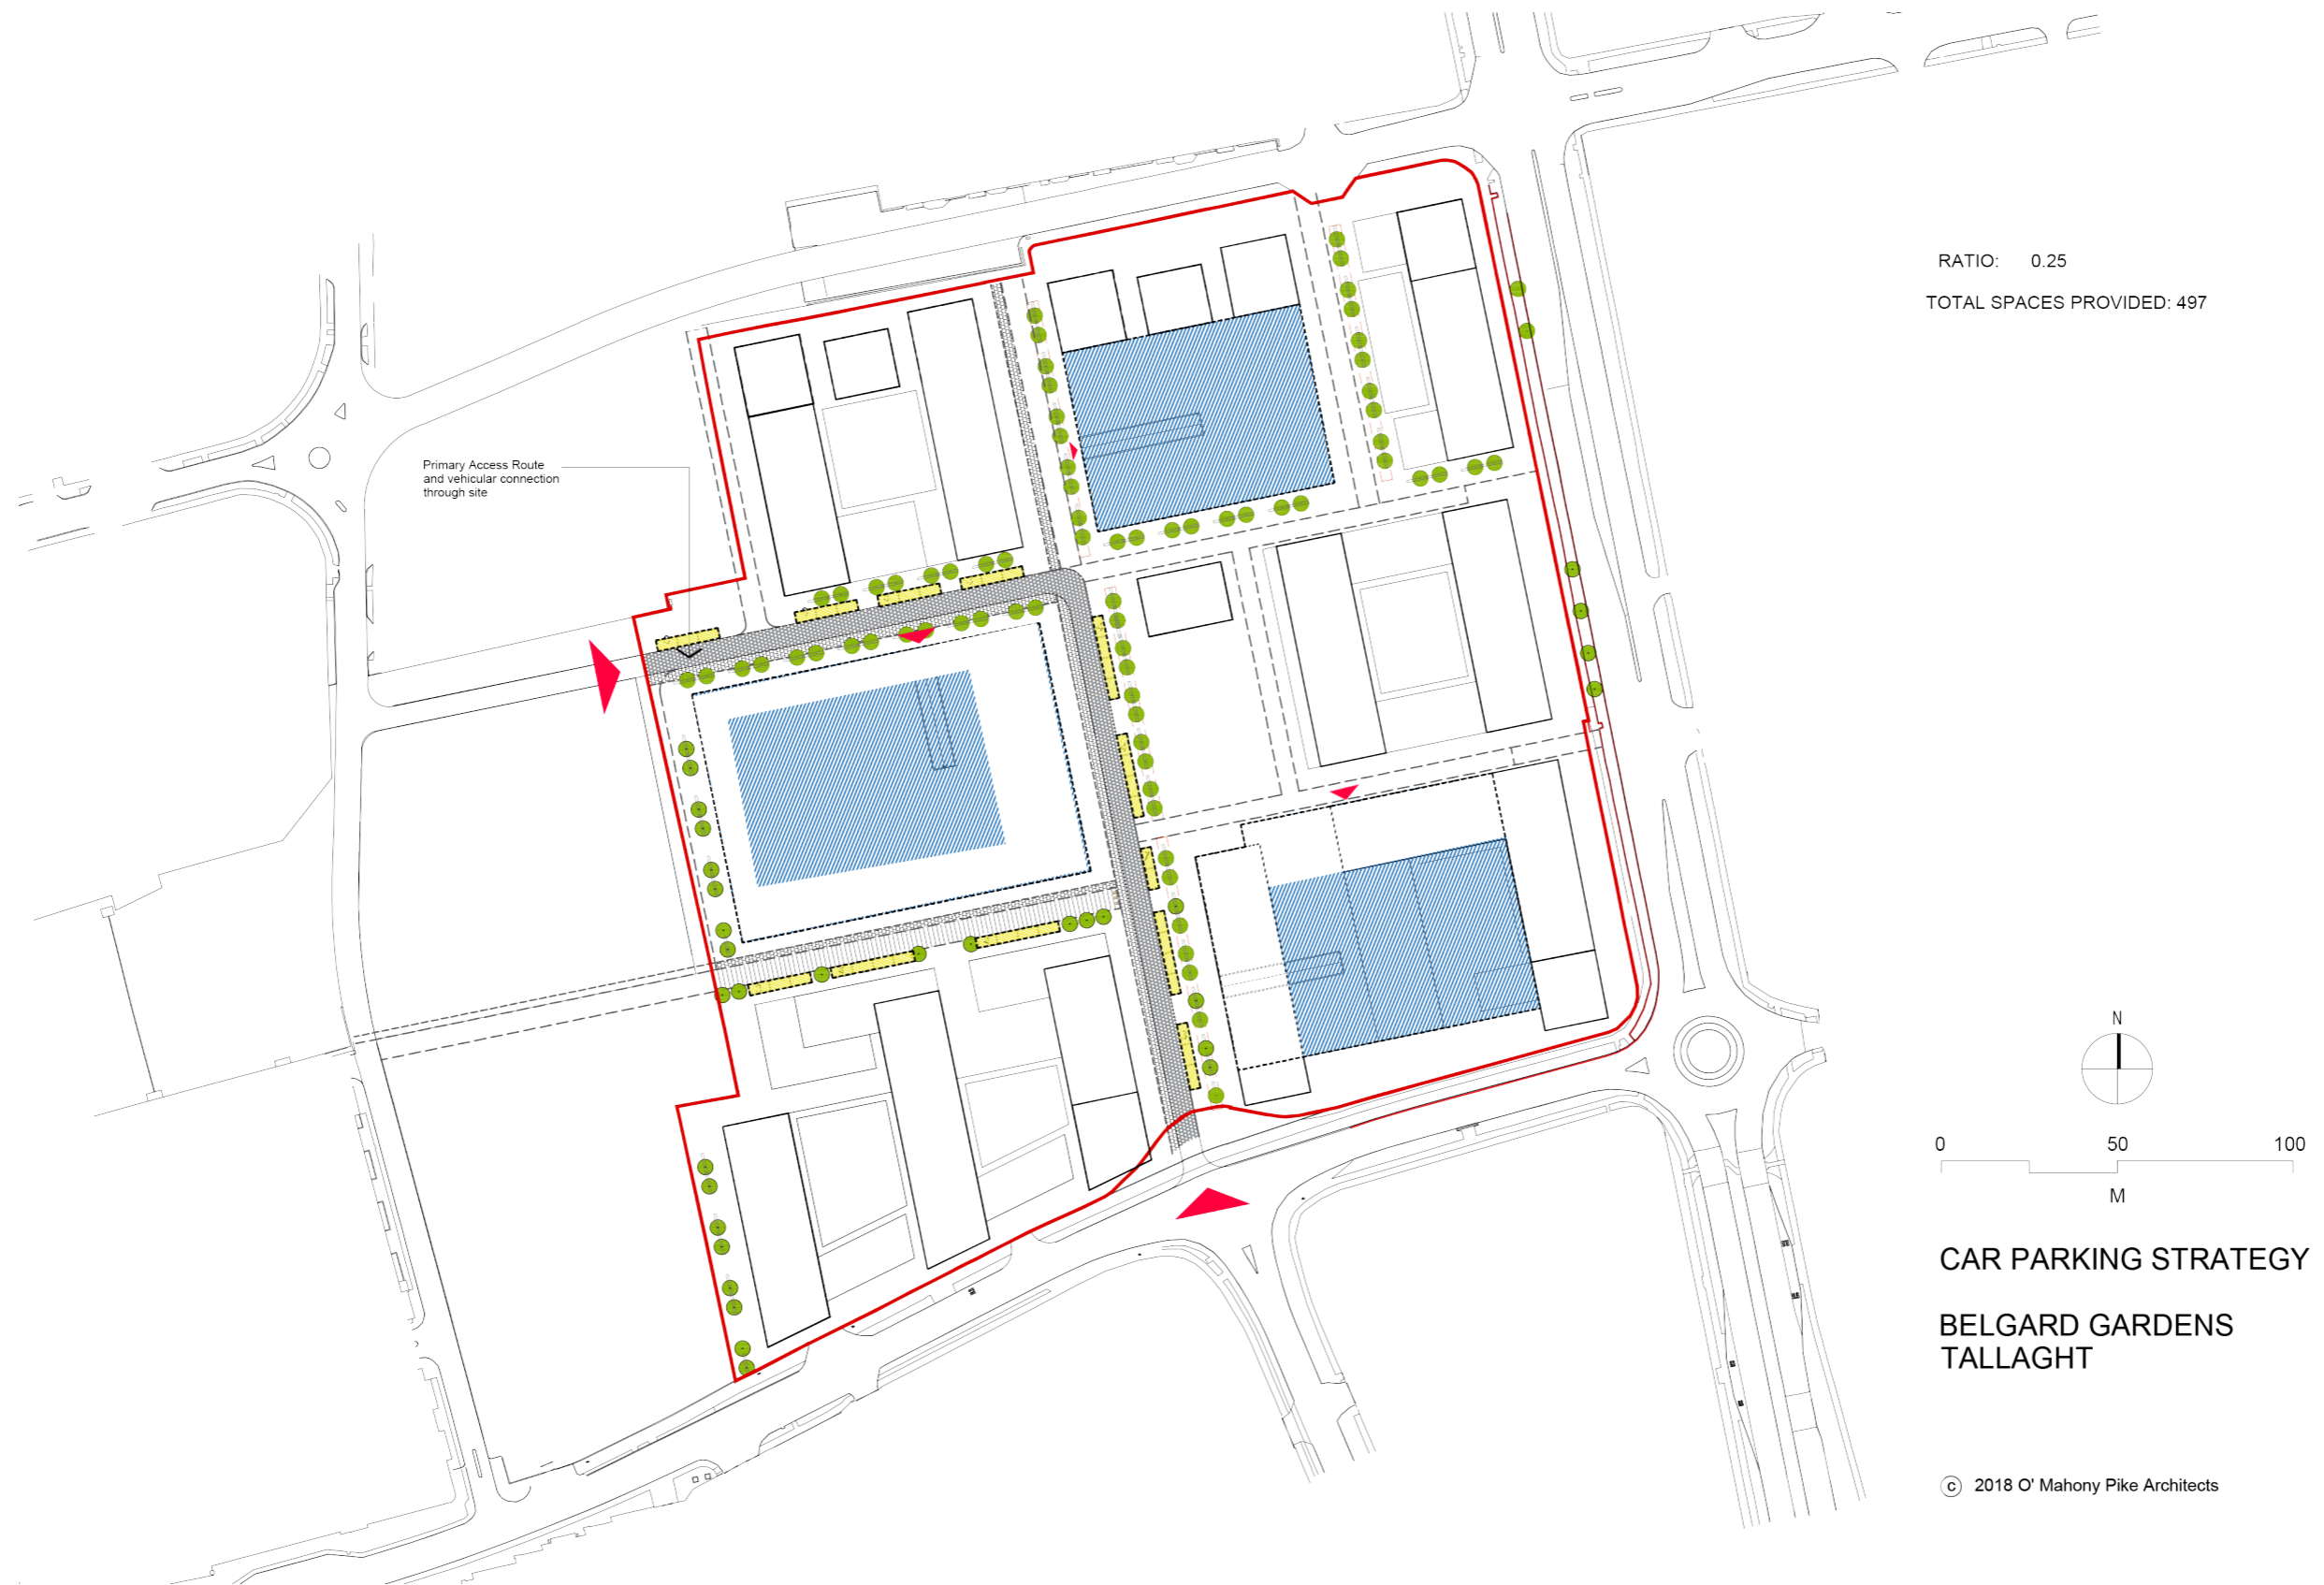 RATIO: 0.25
TOTAL SPACES PROVIDED: 497
Primary Access Route
and vehicular connection
through site
N
0 50 100
M
CAR PARKING STRATEGY
BELGARD GARDENS
TALLAGHT
© 2018 O' Mahony Pike Architects